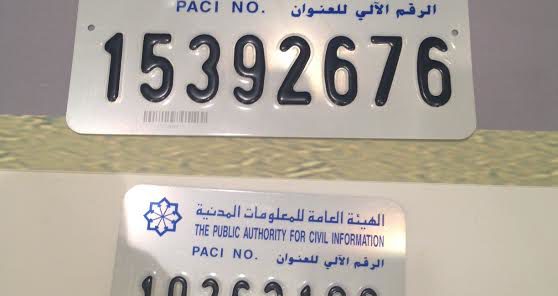 PACI NO. الرقم الآلي للعنوان
15392676
الهيئة العامة للمعلومات المدنية
THE PUBLIC AUTHORITY FOR CIVIL INFORMATION
PACI NO. الرقم الآلي للعنوان